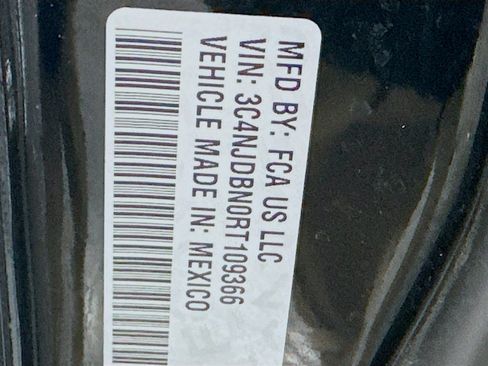 MFD BY: FCA US LLC
VIN: 3C4NJDBN0RT109366
VEHICLE MADE IN: MEXICO